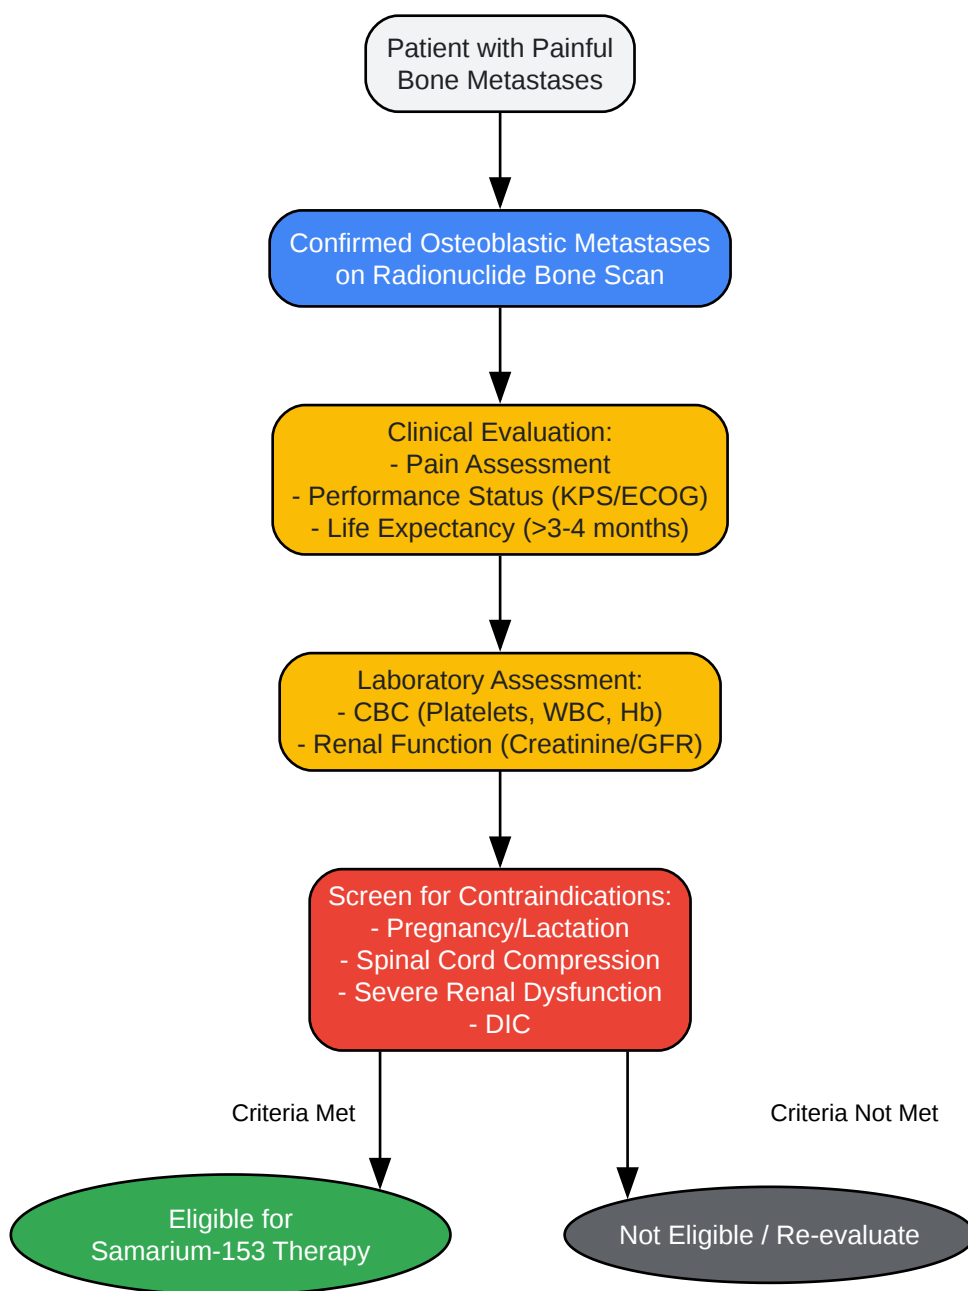 Patient with Painful
Bone Metastases
Confirmed Osteoblastic Metastases
on Radionuclide Bone Scan
Clinical Evaluation:
- Pain Assessment
- Performance Status (KPS/ECOG)
- Life Expectancy (>3-4 months)
Laboratory Assessment:
- CBC (Platelets, WBC, Hb)
- Renal Function (Creatinine/GFR)
Screen for Contraindications:
- Pregnancy/Lactation
- Spinal Cord Compression
- Severe Renal Dysfunction
- DIC
Criteria Met
Criteria Not Met
Eligible for
Samarium-153 Therapy
Not Eligible / Re-evaluate